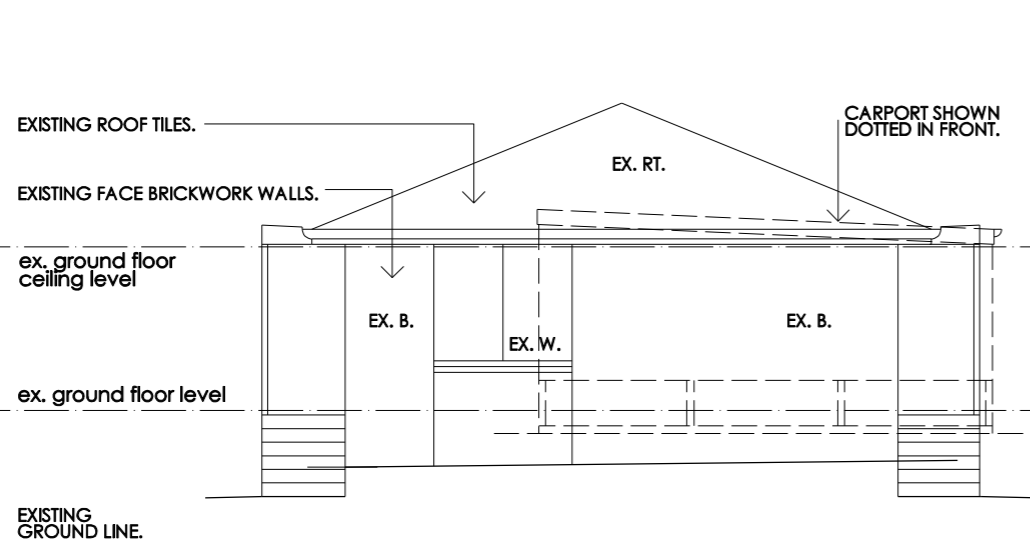 EXISTING ROOF TILES.
CARPORT SHOWN
DOTTED IN FRONT.
EX. RT.
EXISTING FACE BRICKWORK WALLS.
ex. ground floor
ceiling level
EX. B.
EX. W.
EX. B.
ex. ground floor level
EXISTING
GROUND LINE.